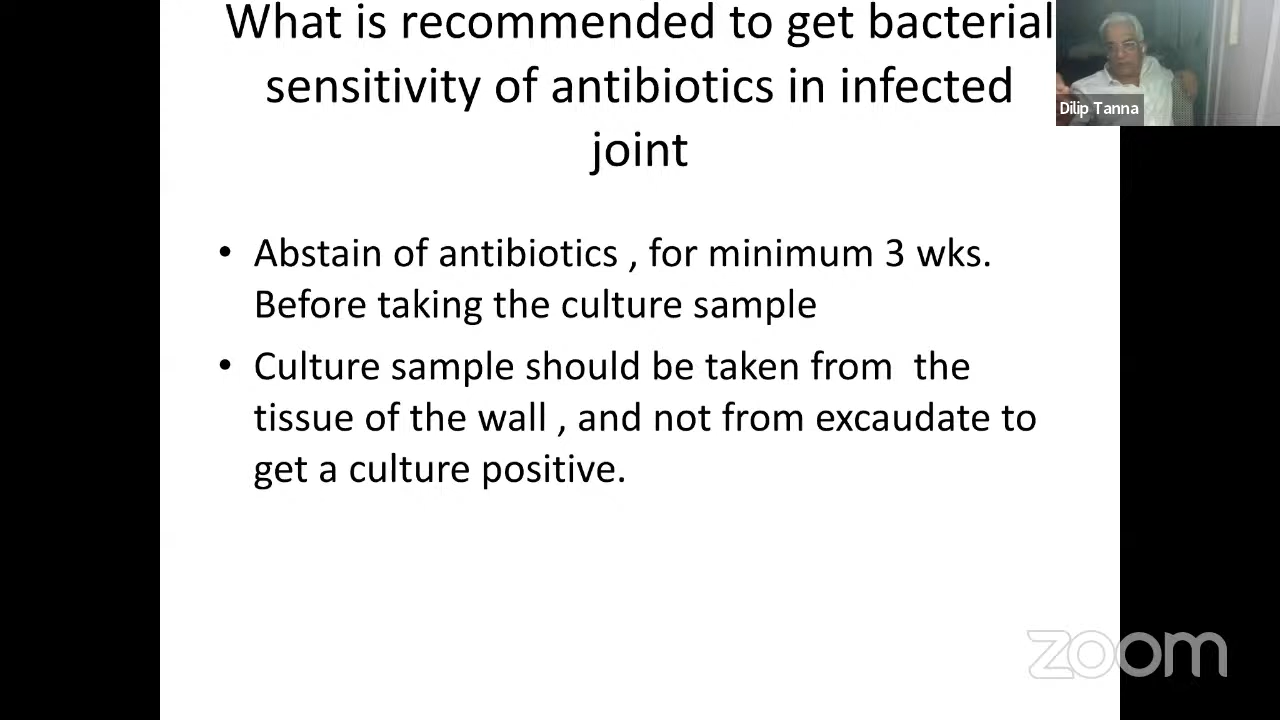 What is recommended to get bacterial
sensitivity of antibiotics in infected
joint
Dilip Tanna
• Abstain of antibiotics , for minimum 3 wks.
Before taking the culture sample
• Culture sample should be taken from the
tissue of the wall , and not from excaudate to
get a culture positive.
zoom